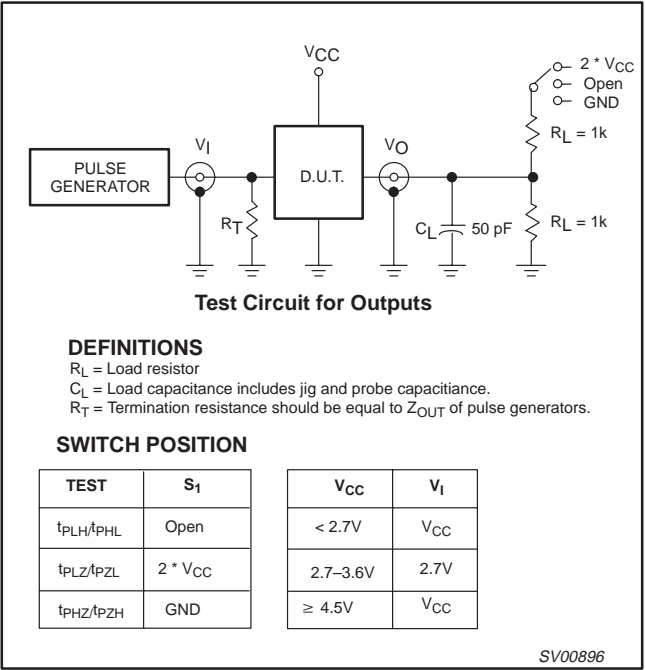 VCC
2 * VCC
Open
GND
RL = 1k
VI
VO
PULSE
GENERATOR
D.U.T.
RT
CL
50 pF
RL = 1k
Test Circuit for Outputs
DEFINITIONS
RL = Load resistor
CL = Load capacitance includes jig and probe capacitiance.
RT = Termination resistance should be equal to ZOUT of pulse generators.
SWITCH POSITION
TEST S1
tPLH/tPHL Open
tPLZ/tPZL 2 * VCC
tPHZ/tPZH GND
VCC VI
< 2.7V VCC
2.7–3.6V 2.7V
≥ 4.5V VCC
SV00896